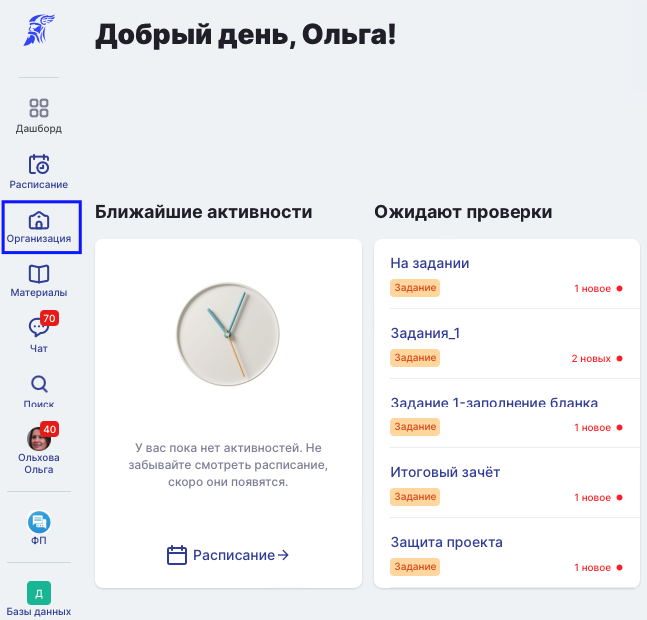 Добрый день, Ольга!
Дашборд
Расписание
Организация
Материалы
70
Чат
Поиск
40
Ольхова
Ольга
ФП
Д
Базы данных
Ближайшие активности
У вас пока нет активностей. Не
забывайте смотреть расписание,
скоро они появятся.
Расписание
Ожидают проверки
На задании
Задание
1 новое
Задания_1
Задание
2 новых
Задание 1-заполнение бланка
Задание
1 новое
Итоговый зачёт
Задание
1 новое
Защита проекта
Задание
1 новое